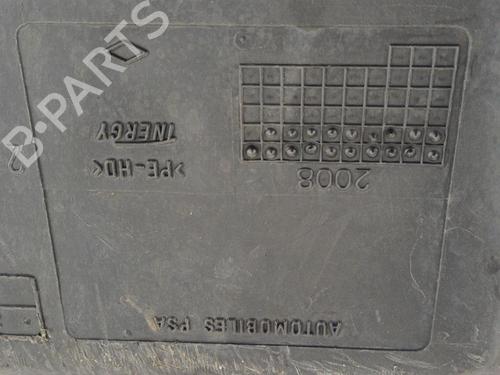 AUTOMOBILES PSA
2008
>PE-HD<
INERGY
B-PARTS